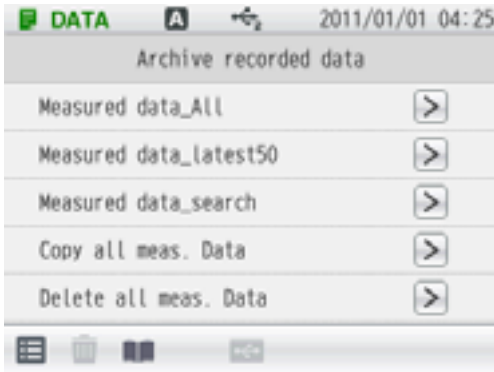 DATA A 2 2011/01/01 04:25
Archive recorded data
Measured data_All
Measured data_latest50
Measured data_search
Copy all meas. Data
Delete all meas. Data